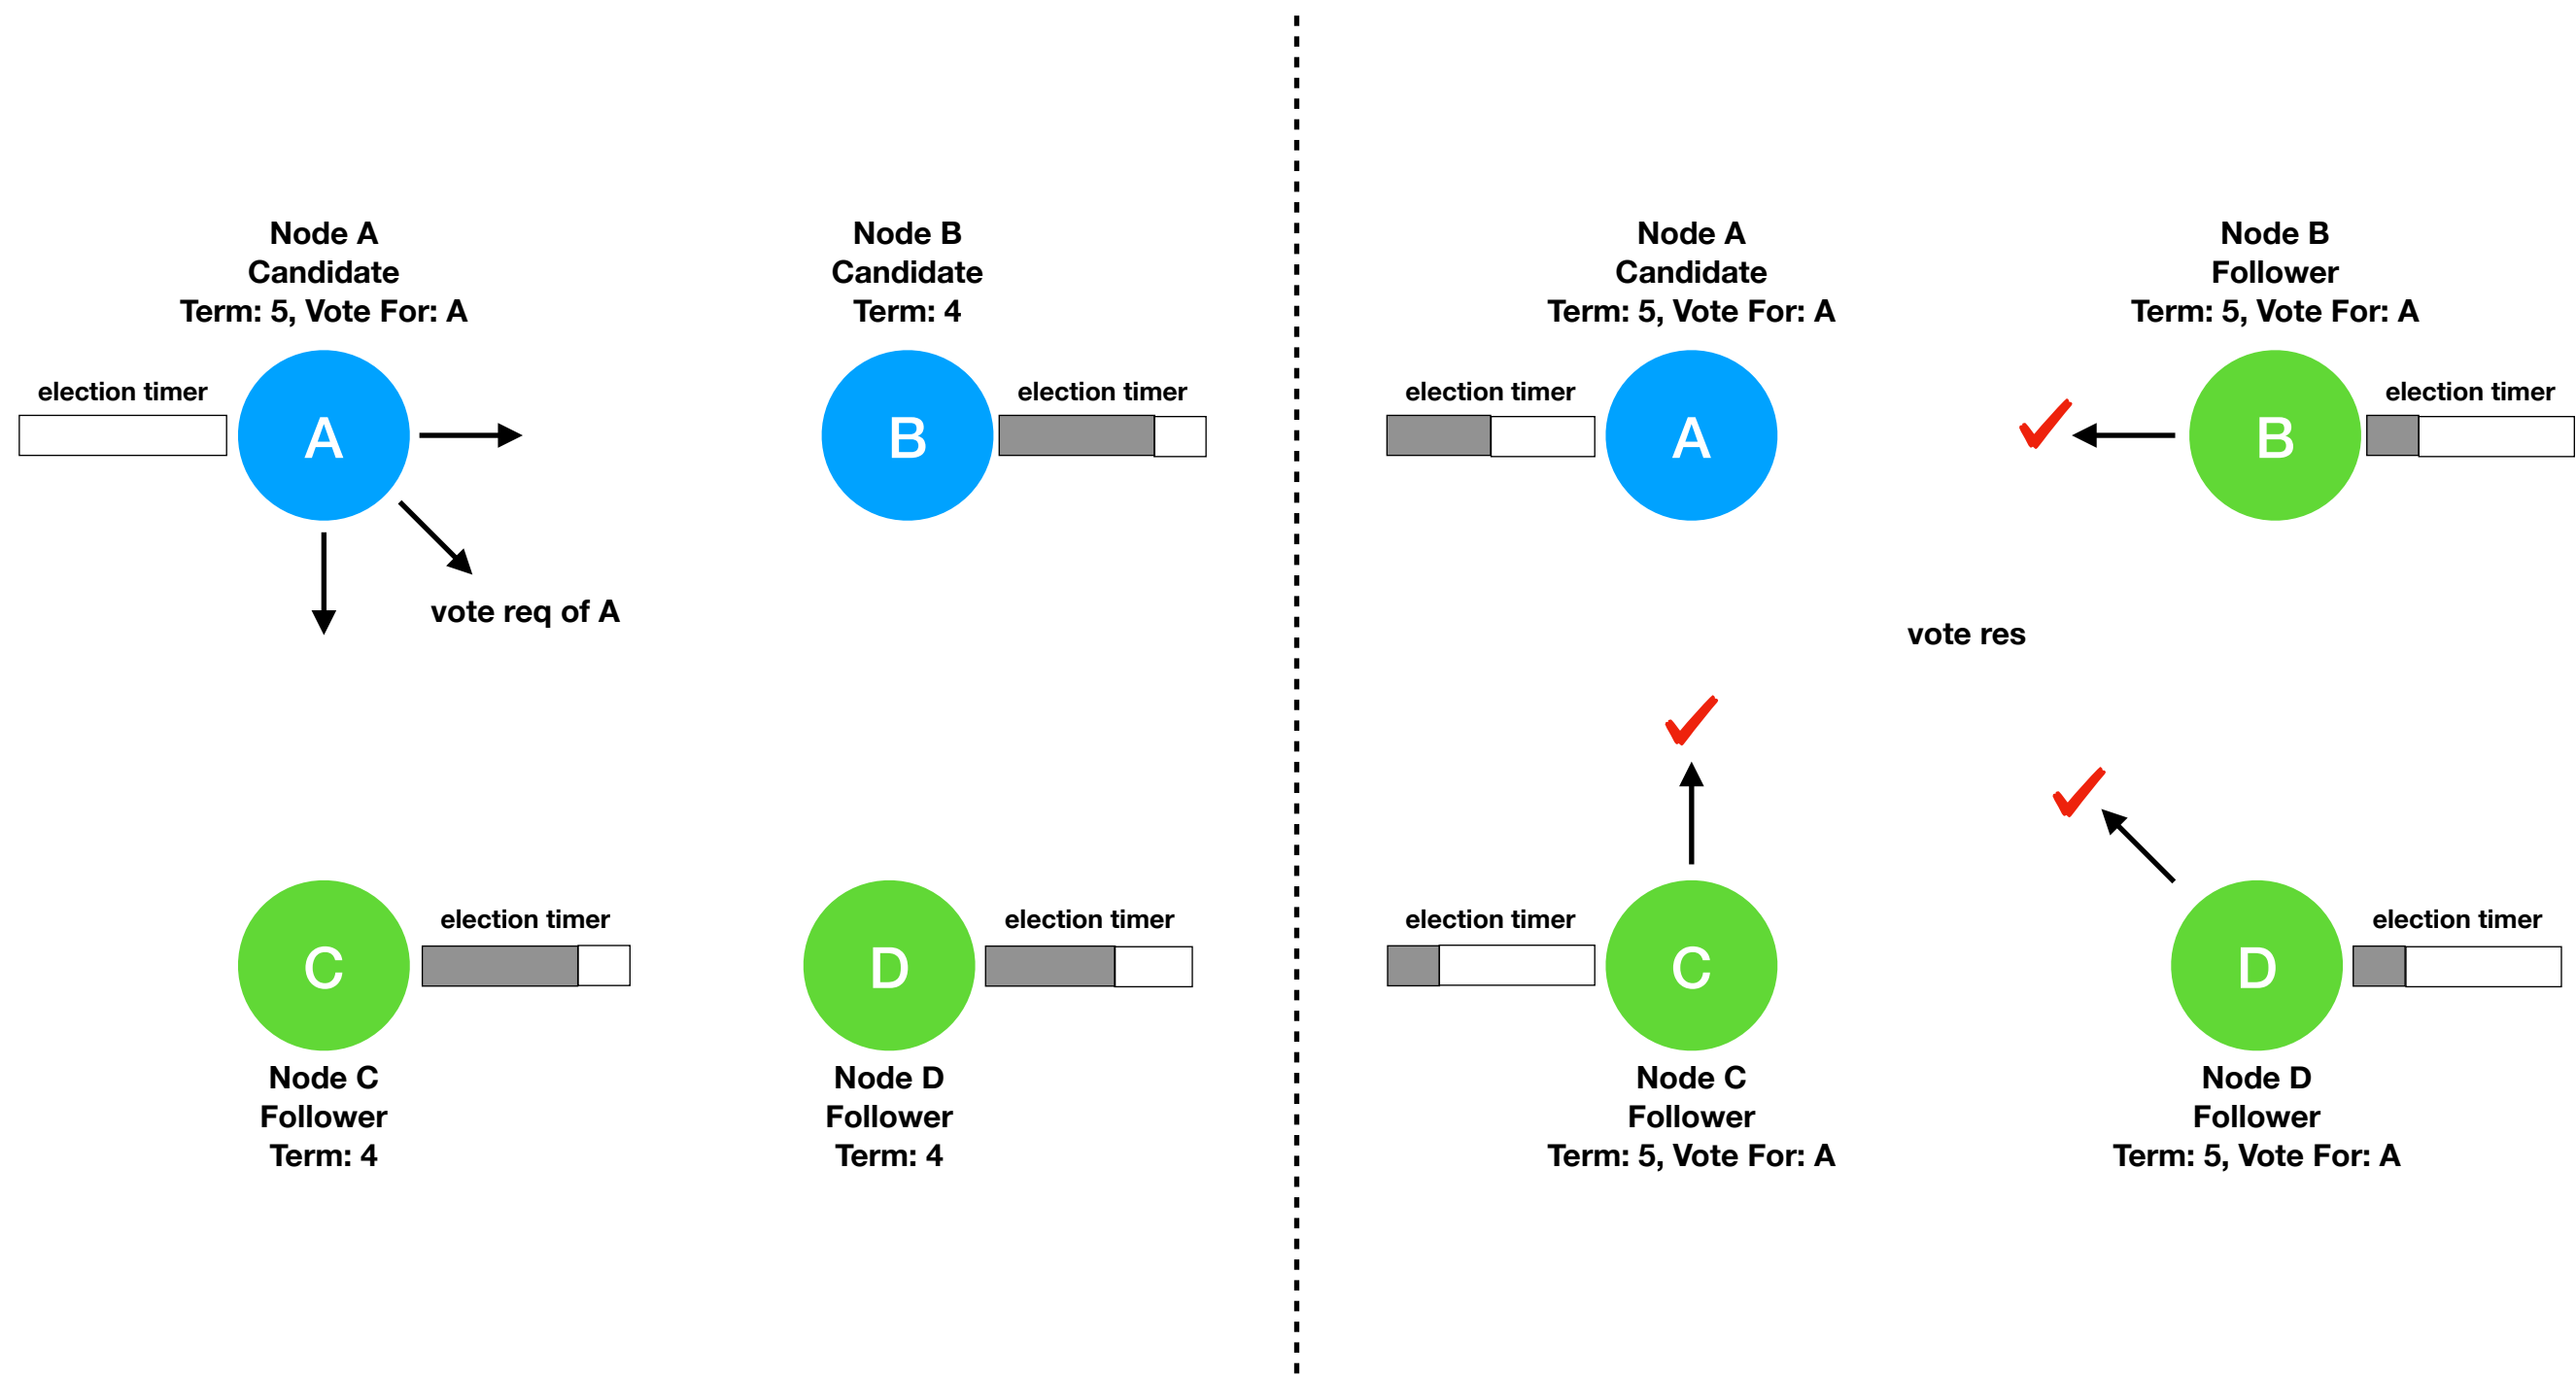 Node A
Candidate
Term: 5, Vote For: A
election timer
A
vote req of A
Node B
Candidate
Term: 4
election timer
B
election timer
C
Node C
Follower
Term: 4
election timer
D
Node D
Follower
Term: 4
Node A
Candidate
Term: 5, Vote For: A
election timer
A
Node B
Follower
Term: 5, Vote For: A
election timer
B
vote res
election timer
C
Node C
Follower
Term: 5, Vote For: A
election timer
D
Node D
Follower
Term: 5, Vote For: A